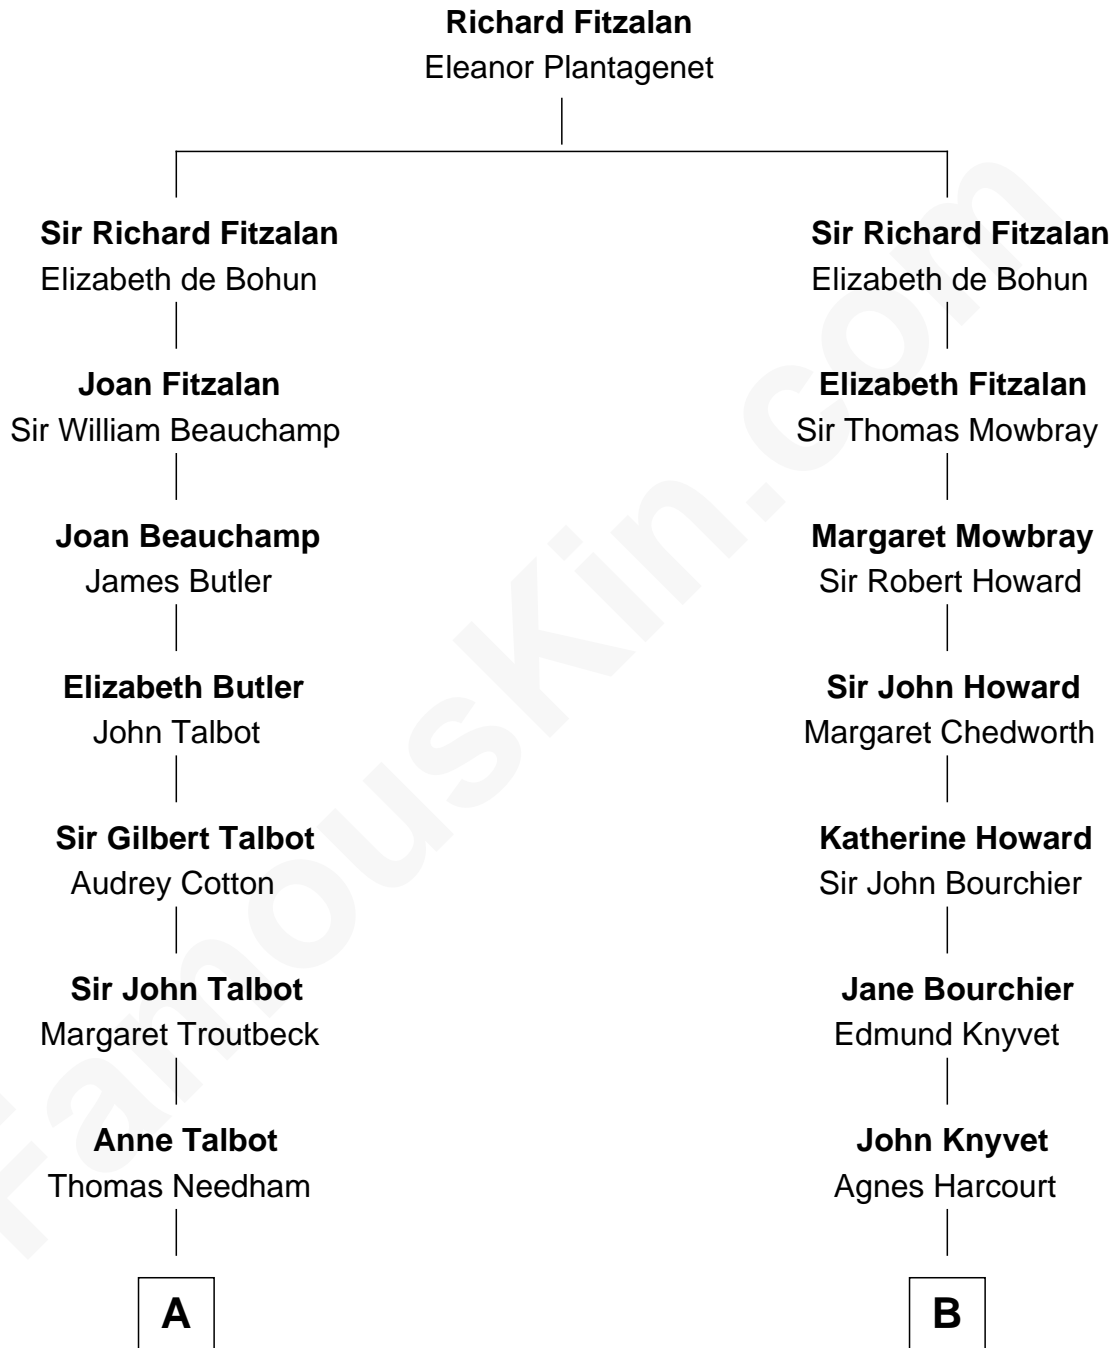 Richard Fitzalan
Eleanor Plantagenet
Sir Richard Fitzalan
Elizabeth de Bohun
Joan Fitzalan
Sir William Beauchamp
Joan Beauchamp
James Butler
Elizabeth Butler
John Talbot
Sir Gilbert Talbot
Audrey Cotton
Sir John Talbot
Margaret Troutbeck
Anne Talbot
Thomas Needham
A
Sir Richard Fitzalan
Elizabeth de Bohun
Elizabeth Fitzalan
Sir Thomas Mowbray
Margaret Mowbray
Sir Robert Howard
Sir John Howard
Margaret Chedworth
Katherine Howard
Sir John Bourchier
Jane Bourchier
Edmund Knyvet
John Knyvet
Agnes Harcourt
B
FamousKin.com